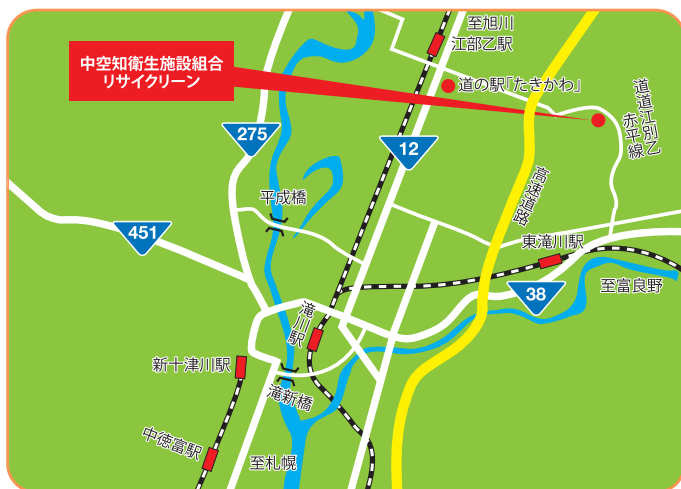 至旭川
江部乙駅
中空知衛生施設組合
リサイクリーン
道の駅「たきかわ」
道道江別乙
赤平線
275
12
高速道路
平成橋
451
東滝川駅
38
至富良野
滝川駅
新十津川駅
滝新橋
中徳富駅
至札幌